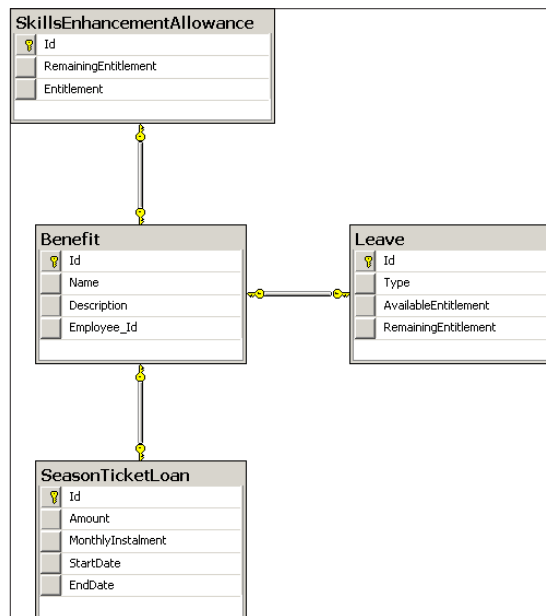 SkillsEnhancementAllowance
Id
RemainingEntitlement
Entitlement
Benefit
Id
Name
Description
Employee_Id
Leave
Id
Type
AvailableEntitlement
RemainingEntitlement
SeasonTicketLoan
Id
Amount
MonthlyInstalment
StartDate
EndDate